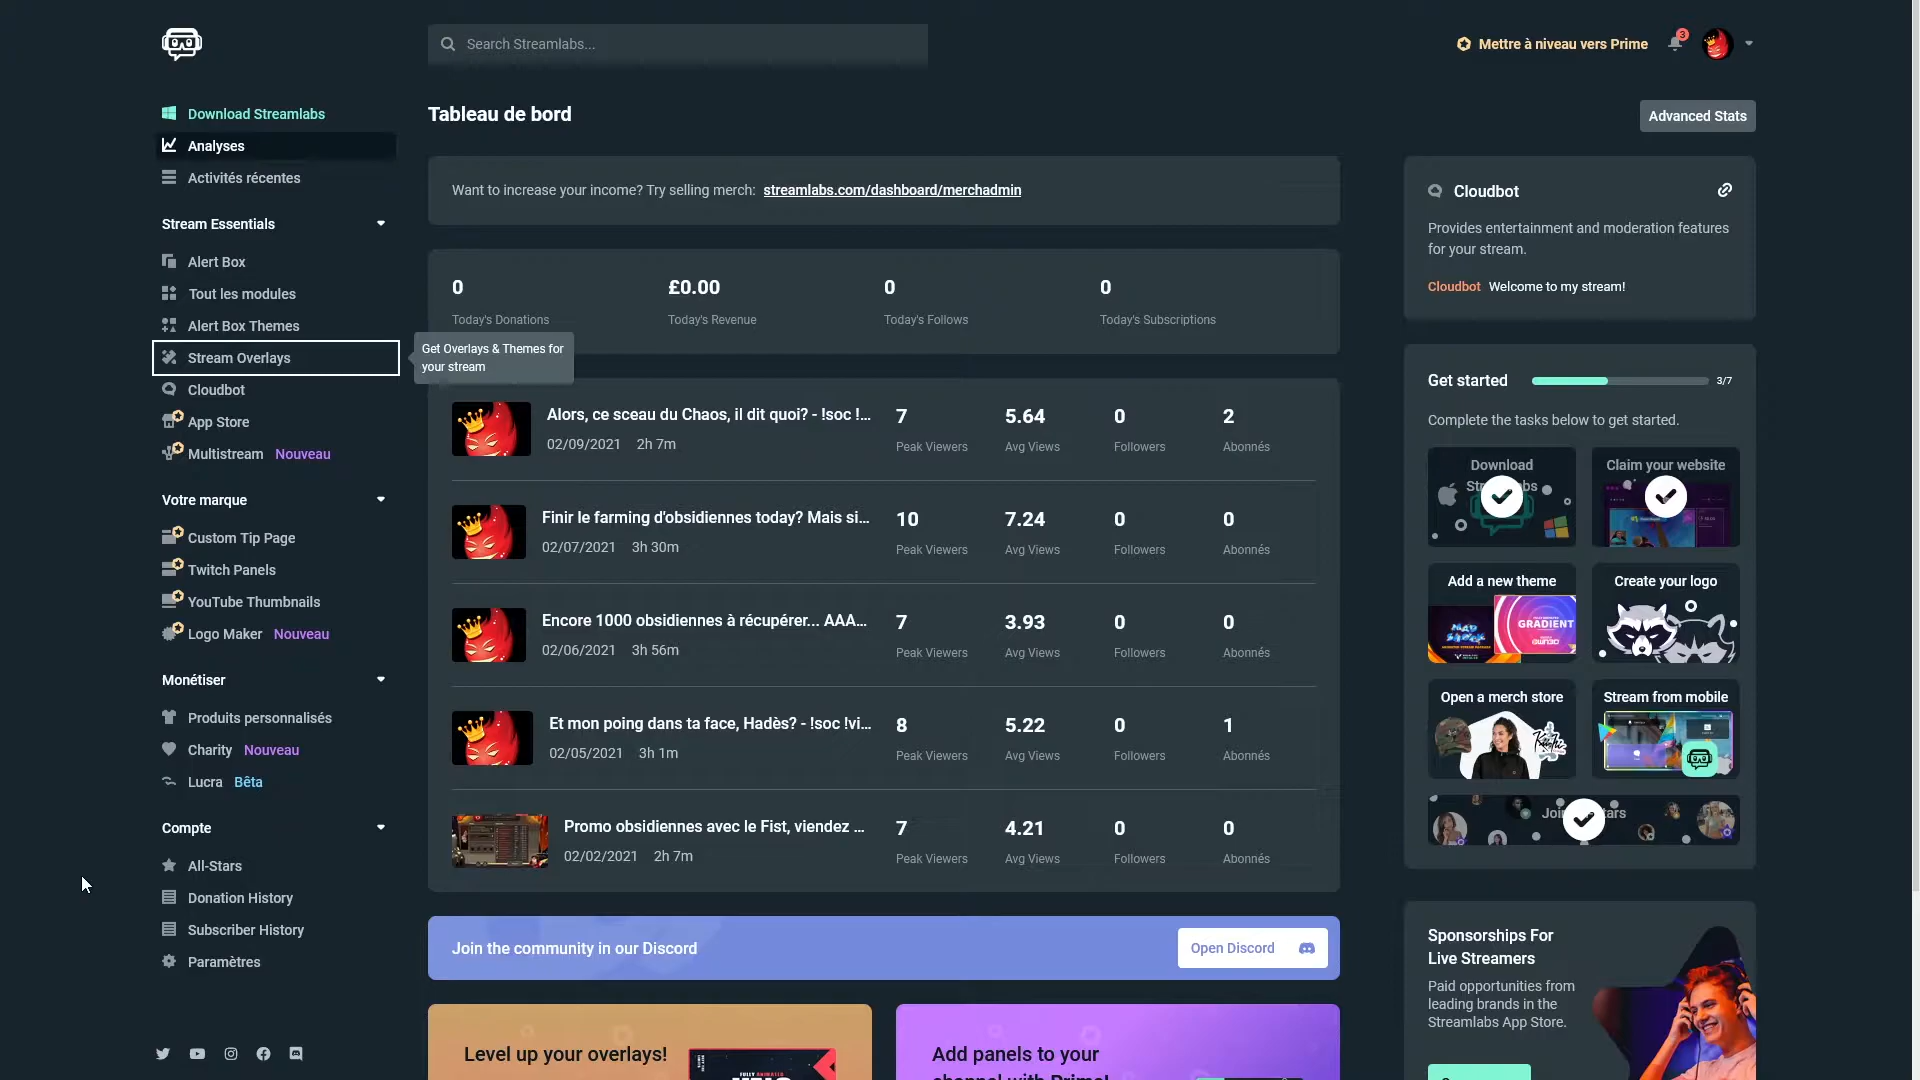 Search Streamlabs...
Mettre à niveau vers Prime
3
Download Streamlabs
Analyses
Activités récentes
Stream Essentials
Alert Box
Tout les modules
Alert Box Themes
Stream Overlays
Cloudbot
App Store
Multistream Nouveau
Votre marque
Custom Tip Page
Twitch Panels
YouTube Thumbnails
Logo Maker Nouveau
Monétiser
Produits personnalisés
Charity Nouveau
Lucra Bêta
Compte
All-Stars
Donation History
Subscriber History
Paramètres
Tableau de bord
Advanced Stats
Want to increase your income? Try selling merch: streamlabs.com/dashboard/merchadmin
0 £0.00 0 0
Today's Donations Today's Revenue Today's Follows Today's Subscriptions
Get Overlays & Themes for
your stream
Alors, ce sceau du Chaos, il dit quoi? - !soc !... 7 5.64 0 2
02/09/2021 2h 7m Peak Viewers Avg Views Followers Abonnés
Finir le farming d'obsidiennes today? Mais si... 10 7.24 0 0
02/07/2021 3h 30m Peak Viewers Avg Views Followers Abonnés
Encore 1000 obsidiennes à récupérer... AAA... 7 3.93 0 0
02/06/2021 3h 56m Peak Viewers Avg Views Followers Abonnés
Et mon poing dans ta face, Hadès? - !soc !vi... 8 5.22 0 1
02/05/2021 3h 1m Peak Viewers Avg Views Followers Abonnés
Promo obsidiennes avec le Fist, viendez ... 7 4.21 0 0
02/02/2021 2h 7m Peak Viewers Avg Views Followers Abonnés
Join the community in our Discord
Open Discord
Level up your overlays!
Add panels to your
channel with Prime!
Cloudbot
Provides entertainment and moderation features
for your stream.
Cloudbot Welcome to my stream!
Get started 3/7
Complete the tasks below to get started.
Download
Claim your website
Add a new theme
MAD
GRADIENT
Create your logo
Open a merch store
Stream from mobile
Sponsorships For
Live Streamers
Paid opportunities from
leading brands in the
Streamlabs App Store.